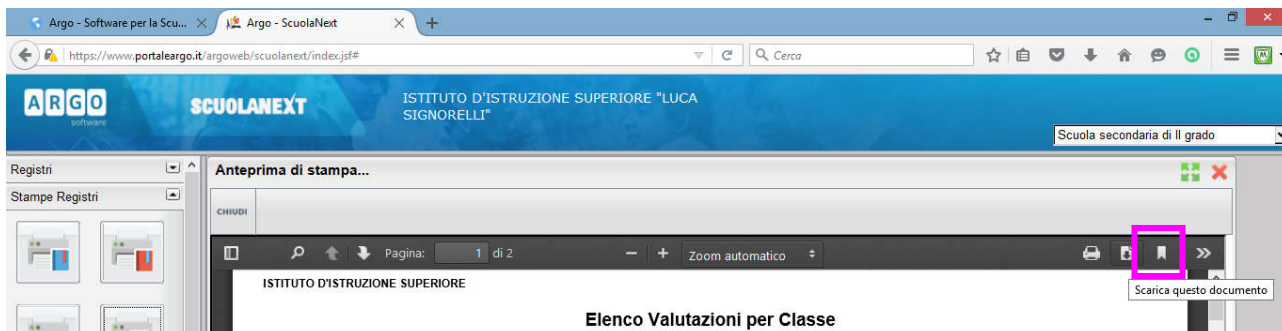 Argo - Software per la Scu...
Argo - ScuolaNext
https://www.portaleargo.it/argoweb/scuolanext/index.jsf#
Cerca
ARGO
software
SCUOLANEXT
ISTITUTO D'ISTRUZIONE SUPERIORE "LUCA
SIGNORELLI"
Scuola secondaria di II grado
Registri
Anteprima di stampa...
Stampe Registri
CHIUDI
Pagina: 1 di 2
Zoom automatico
ISTITUTO D'ISTRUZIONE SUPERIORE
Scarica questo documento
Elenco Valutazioni per Classe